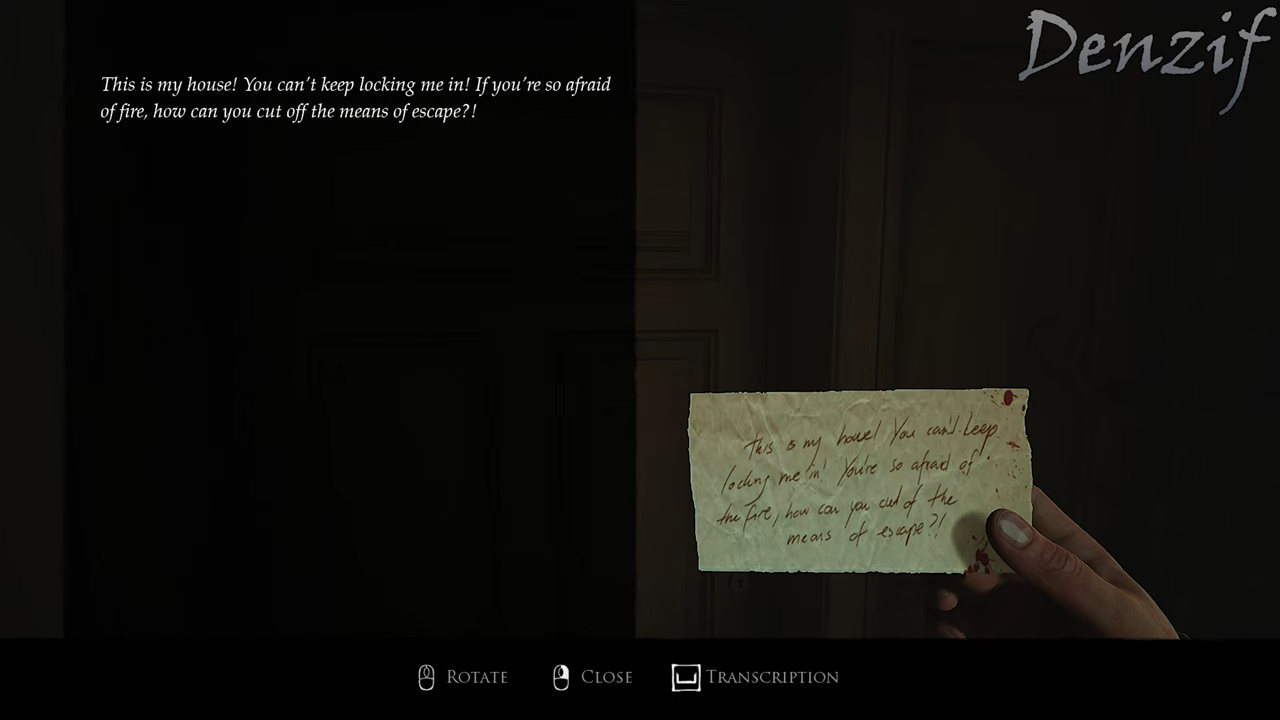 Denzif
This is my house! You can't keep locking me in! If you're so afraid
of fire, how can you cut off the means of escape?!
This is my house! You can't keep
locking me in! You're so afraid of
the fire, how can you cut of the
means of escape?!
ROTATE
CLOSE
TRANSCRIPTION